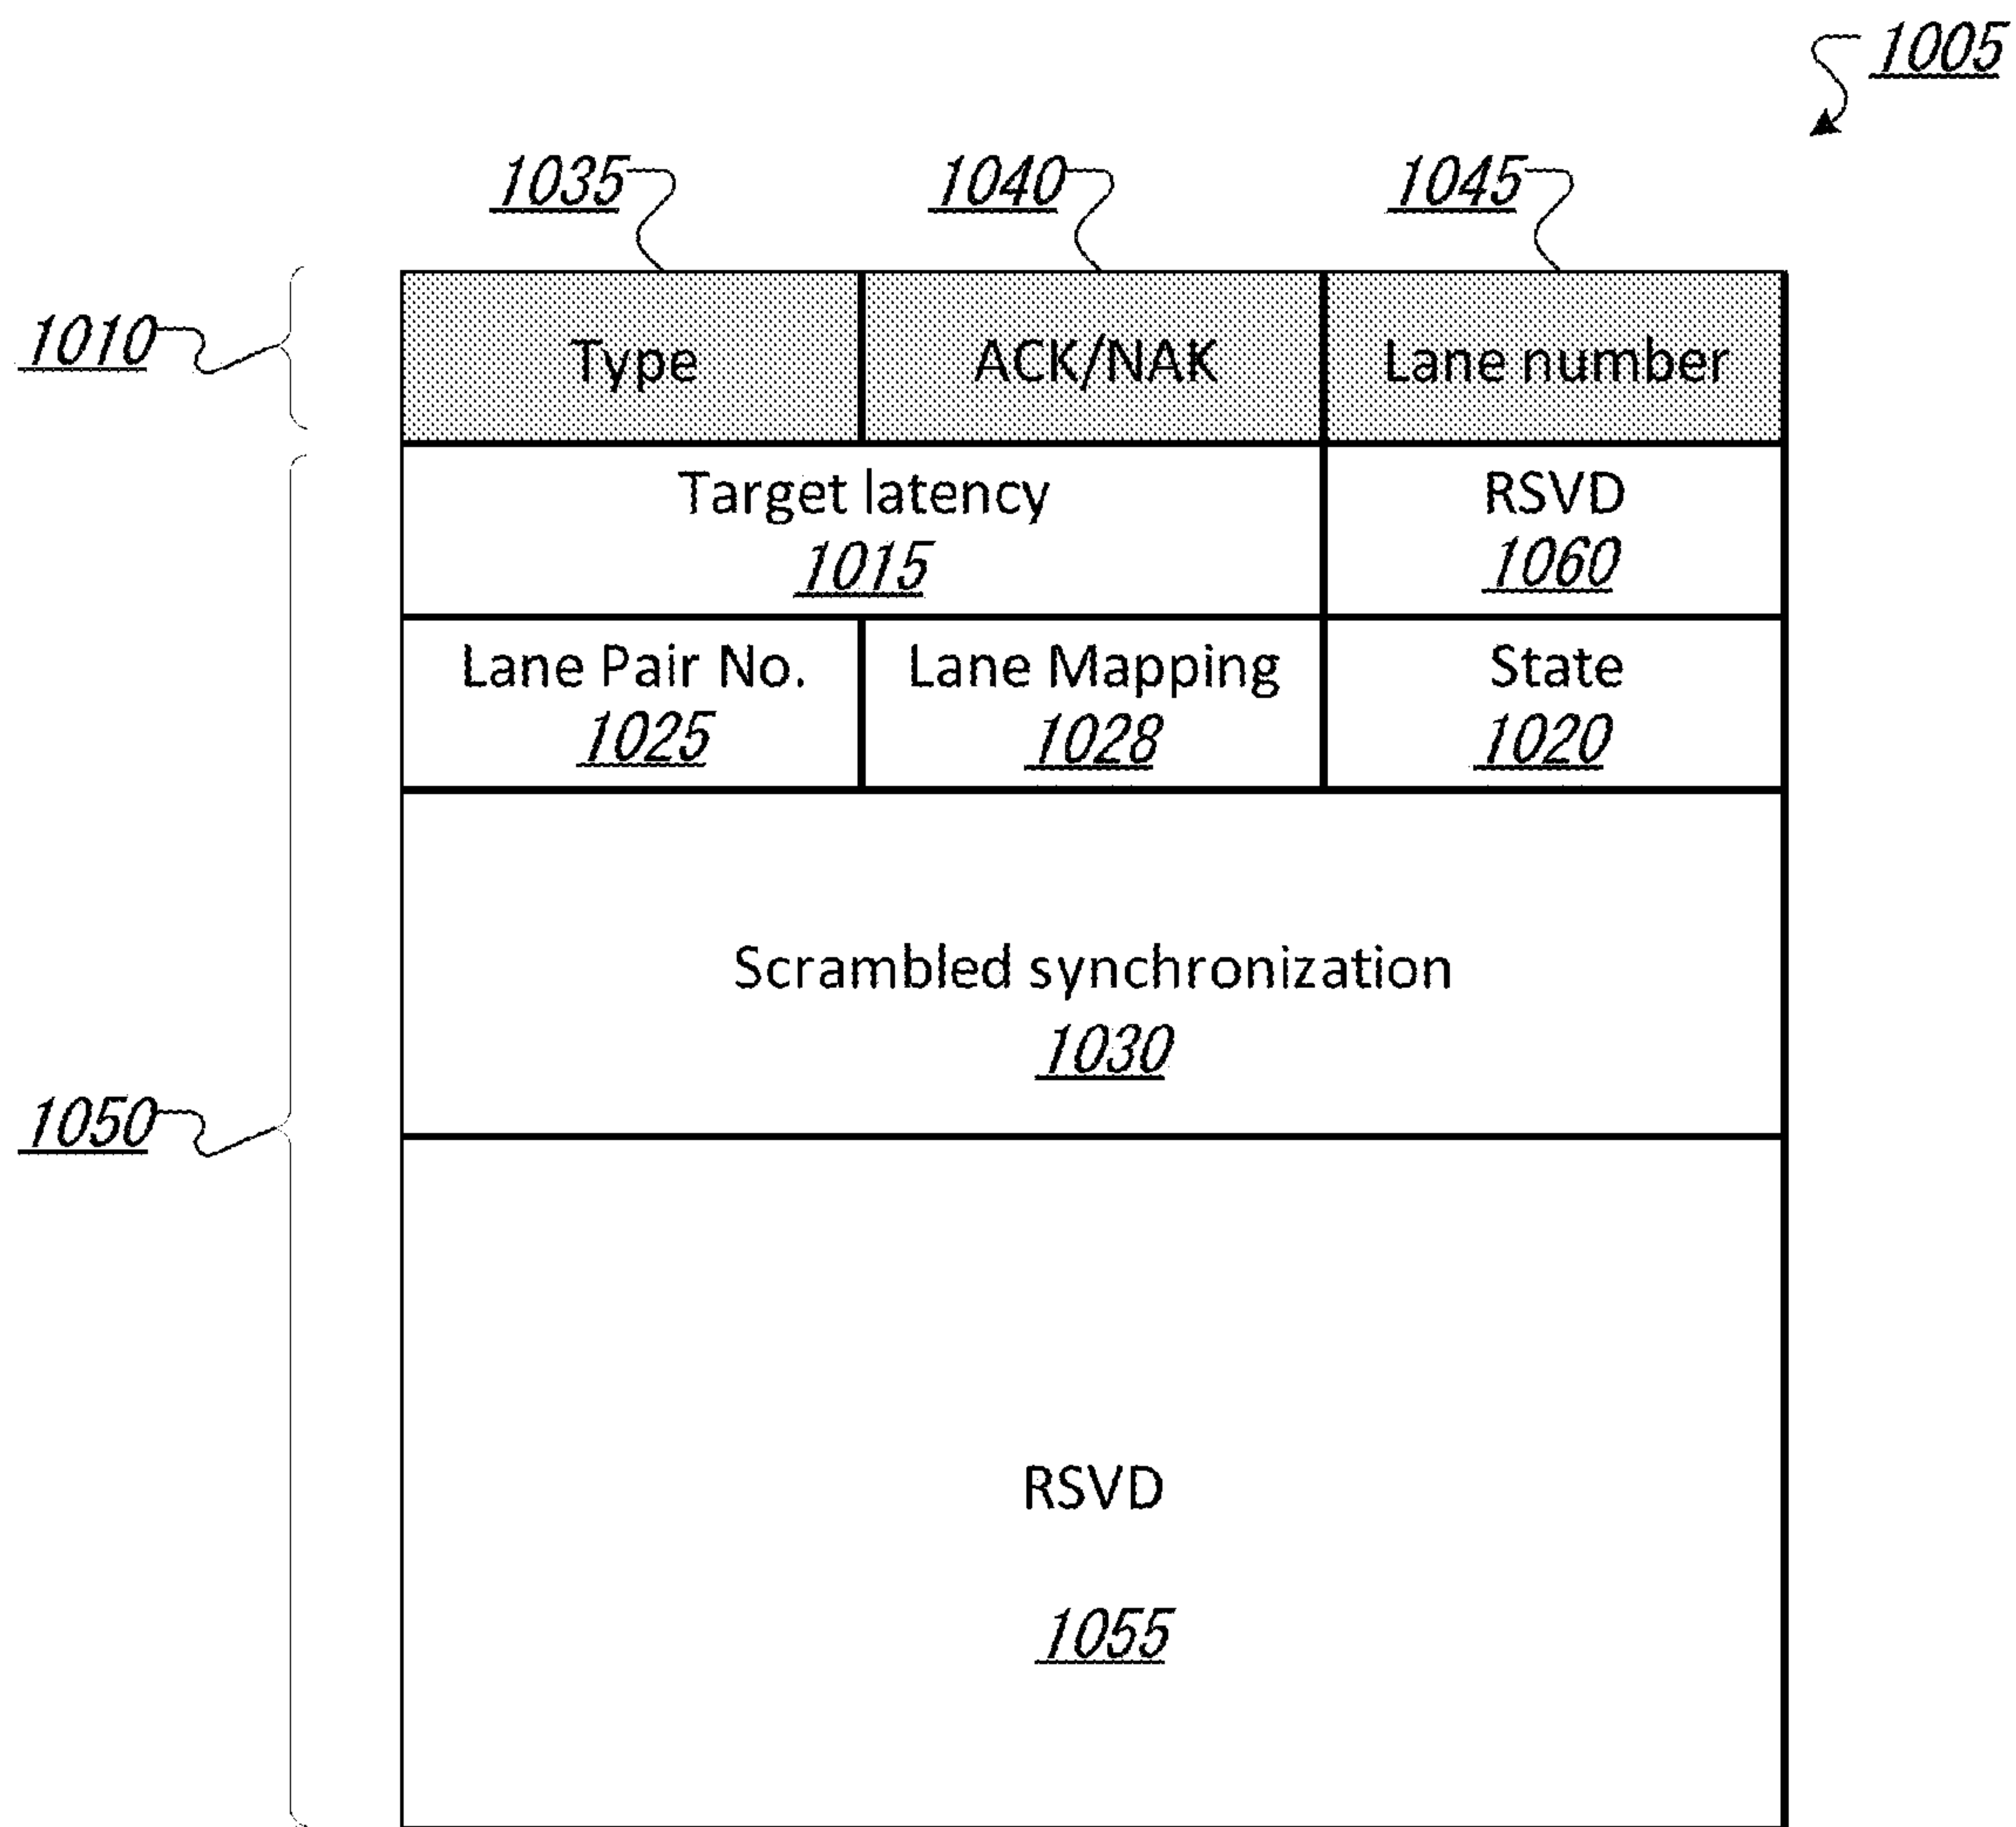 1005
1035 1040 1045
1010
Type ACK/NAK Lane number
Target latency RSVD
1015 1060
Lane Pair No. Lane Mapping State
1025 1028 1020
Scrambled synchronization
1030
1050
RSVD
1055